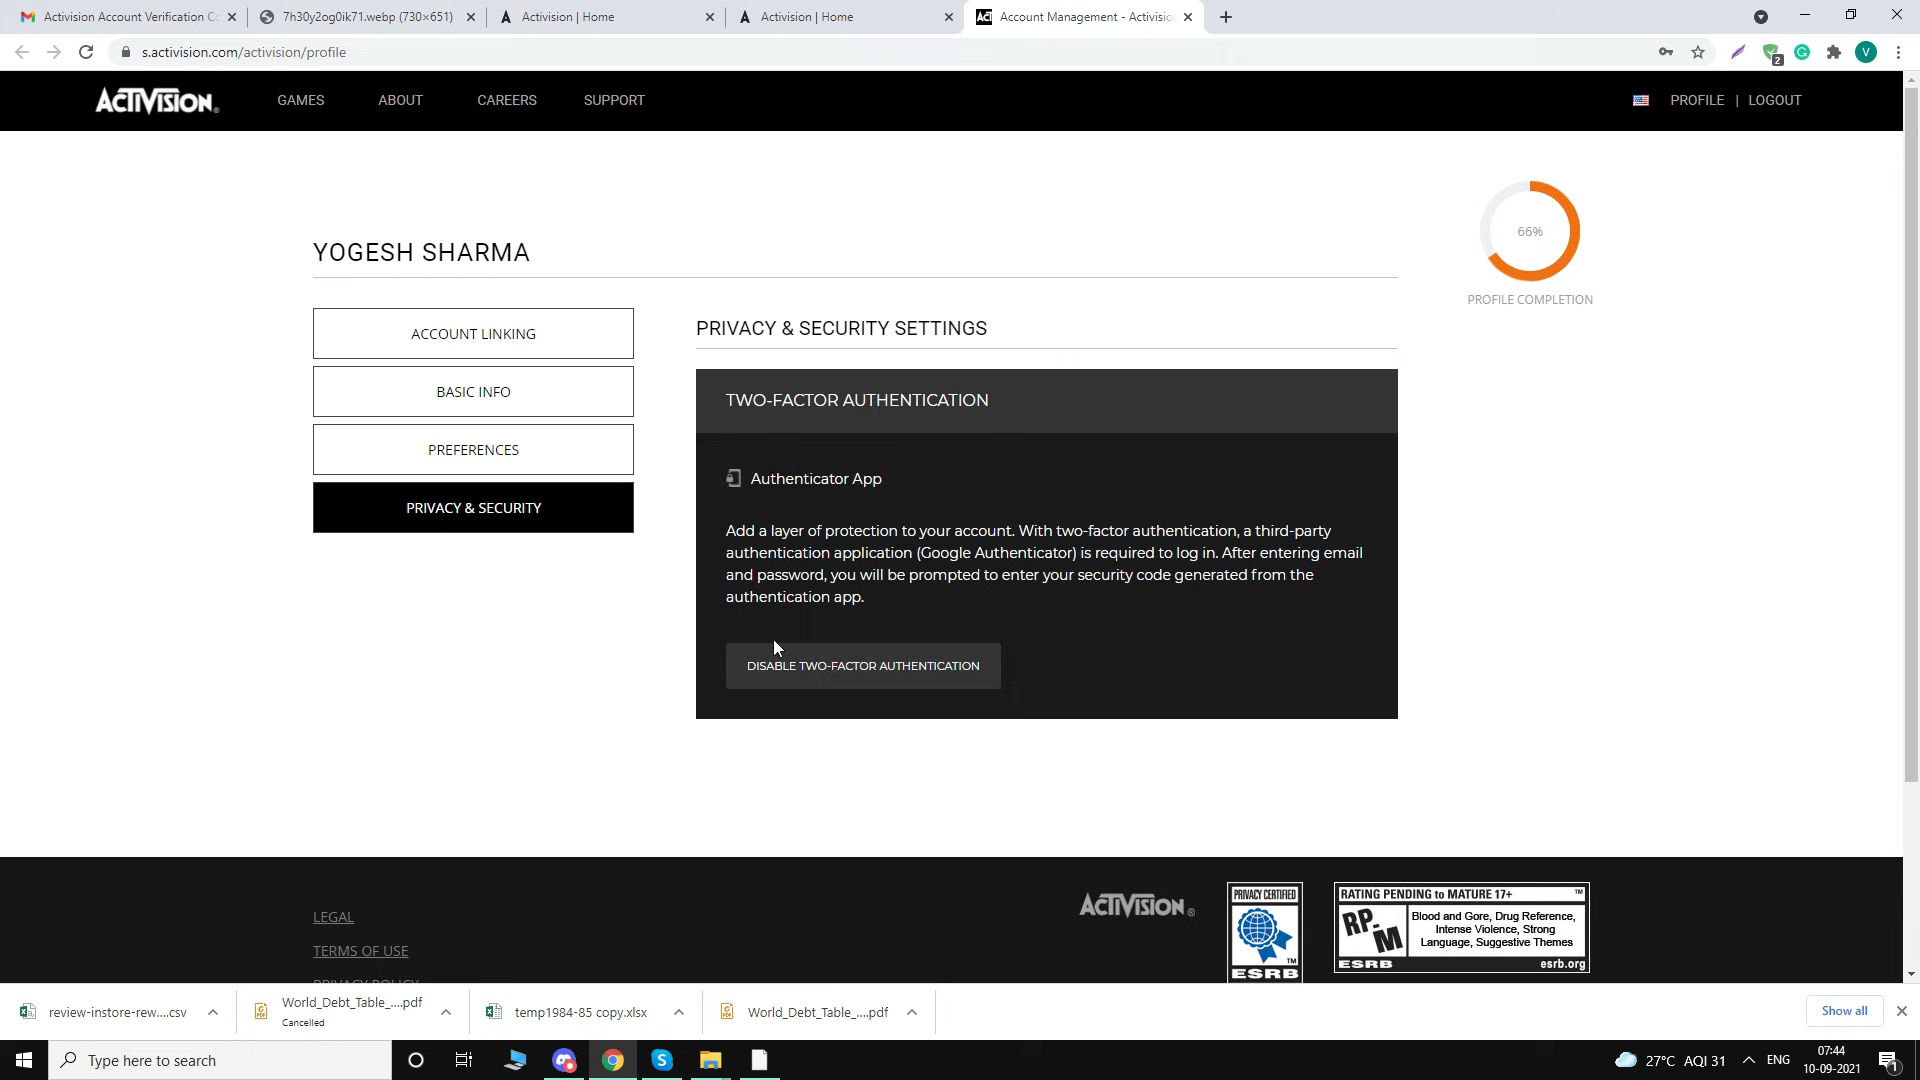 Activision Account Verification Co
7h30y2og0ik71.webp (730×651)
Activision | Home
Activision | Home
Account Management - Activisio
s.activision.com/activision/profile
2
V
ACTIVISION
GAMES
ABOUT
CAREERS
SUPPORT
PROFILE | LOGOUT
66%
PROFILE COMPLETION
YOGESH SHARMA
ACCOUNT LINKING
BASIC INFO
PREFERENCES
PRIVACY & SECURITY
PRIVACY & SECURITY SETTINGS
TWO-FACTOR AUTHENTICATION
Authenticator App
Add a layer of protection to your account. With two-factor authentication, a third-party
authentication application (Google Authenticator) is required to log in. After entering email
and password, you will be prompted to enter your security code generated from the
authentication app.
DISABLE TWO-FACTOR AUTHENTICATION
LEGAL
TERMS OF USE
PRIVACY POLICY
ACTIVISION
PRIVACY CERTIFIED
ESRB
RATING PENDING to MATURE 17+
RP-M
Blood and Gore, Drug Reference,
Intense Violence, Strong
Language, Suggestive Themes
ESRB
esrb.org
review-instore-rew....csv
World_Debt_Table_....pdf
Cancelled
temp1984-85 copy.xlsx
World_Debt_Table_....pdf
Show all
Type here to search
27°C AQI 31
ENG
07:44
10-09-2021
1